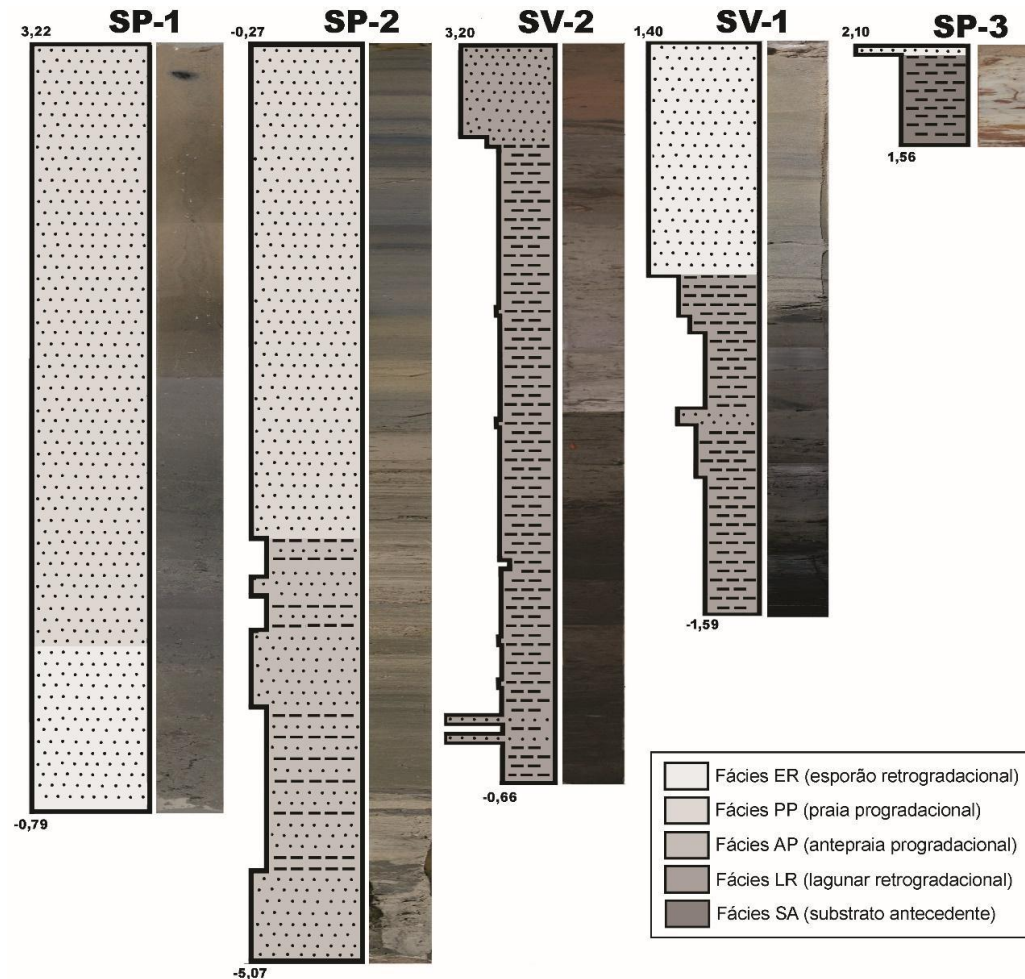 SP-1
SP-2
SV-2
SV-1
SP-3
3,22
-0,27
3,20
1,40
2,10
1,56
-1,59
-0,66
-0,79
-5,07
Fácies ER (esporão retrogradacional)
Fácies PP (praia progradacional)
Fácies AP (antepraia progradacional)
Fácies LR (lagunar retrogradacional)
Fácies SA (substrato antecedente)